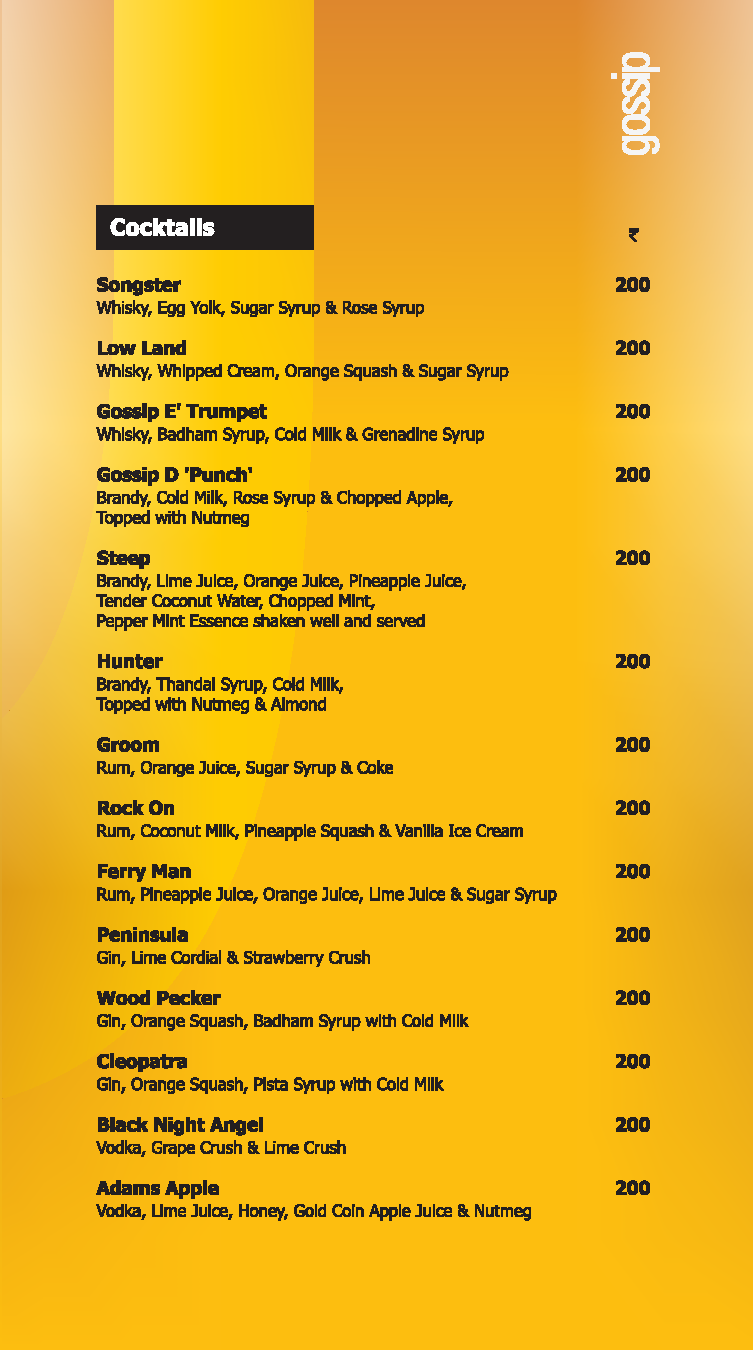 gossip
Cocktails
₹
Songster 200
Whisky, Egg Yolk, Sugar Syrup & Rose Syrup
Low Land 200
Whisky, Whipped Cream, Orange Squash & Sugar Syrup
Gossip E' Trumpet 200
Whisky, Badham Syrup, Cold Milk & Grenadine Syrup
Gossip D 'Punch' 200
Brandy, Cold Milk, Rose Syrup & Chopped Apple,
Topped with Nutmeg
Steep 200
Brandy, Lime Juice, Orange Juice, Pineapple Juice,
Tender Coconut Water, Chopped Mint,
Pepper Mint Essence shaken well and served
Hunter 200
Brandy, Thandai Syrup, Cold Milk,
Topped with Nutmeg & Almond
Groom 200
Rum, Orange Juice, Sugar Syrup & Coke
Rock On 200
Rum, Coconut Milk, Pineapple Squash & Vanilla Ice Cream
Ferry Man 200
Rum, Pineapple Juice, Orange Juice, Lime Juice & Sugar Syrup
Peninsula 200
Gin, Lime Cordial & Strawberry Crush
Wood Pecker 200
Gin, Orange Squash, Badham Syrup with Cold Milk
Cleopatra 200
Gin, Orange Squash, Pista Syrup with Cold Milk
Black Night Angel 200
Vodka, Grape Crush & Lime Crush
Adams Apple 200
Vodka, Lime Juice, Honey, Gold Coin Apple Juice & Nutmeg